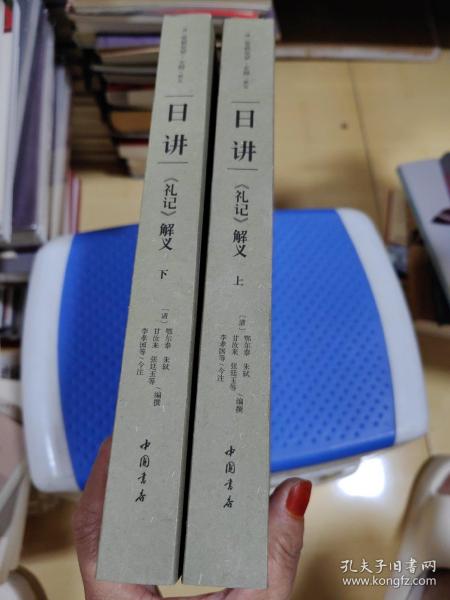 日讲
《礼记》解义
下
〔清〕鄂尔泰 朱轼
甘汝来 张廷玉等/编撰
李孝国等/今注
中国书店
日讲
《礼记》解义
上
〔清〕鄂尔泰 朱轼
甘汝来 张廷玉等/编撰
李孝国等/今注
中国书店
孔夫子旧书网
www.kongfz.com